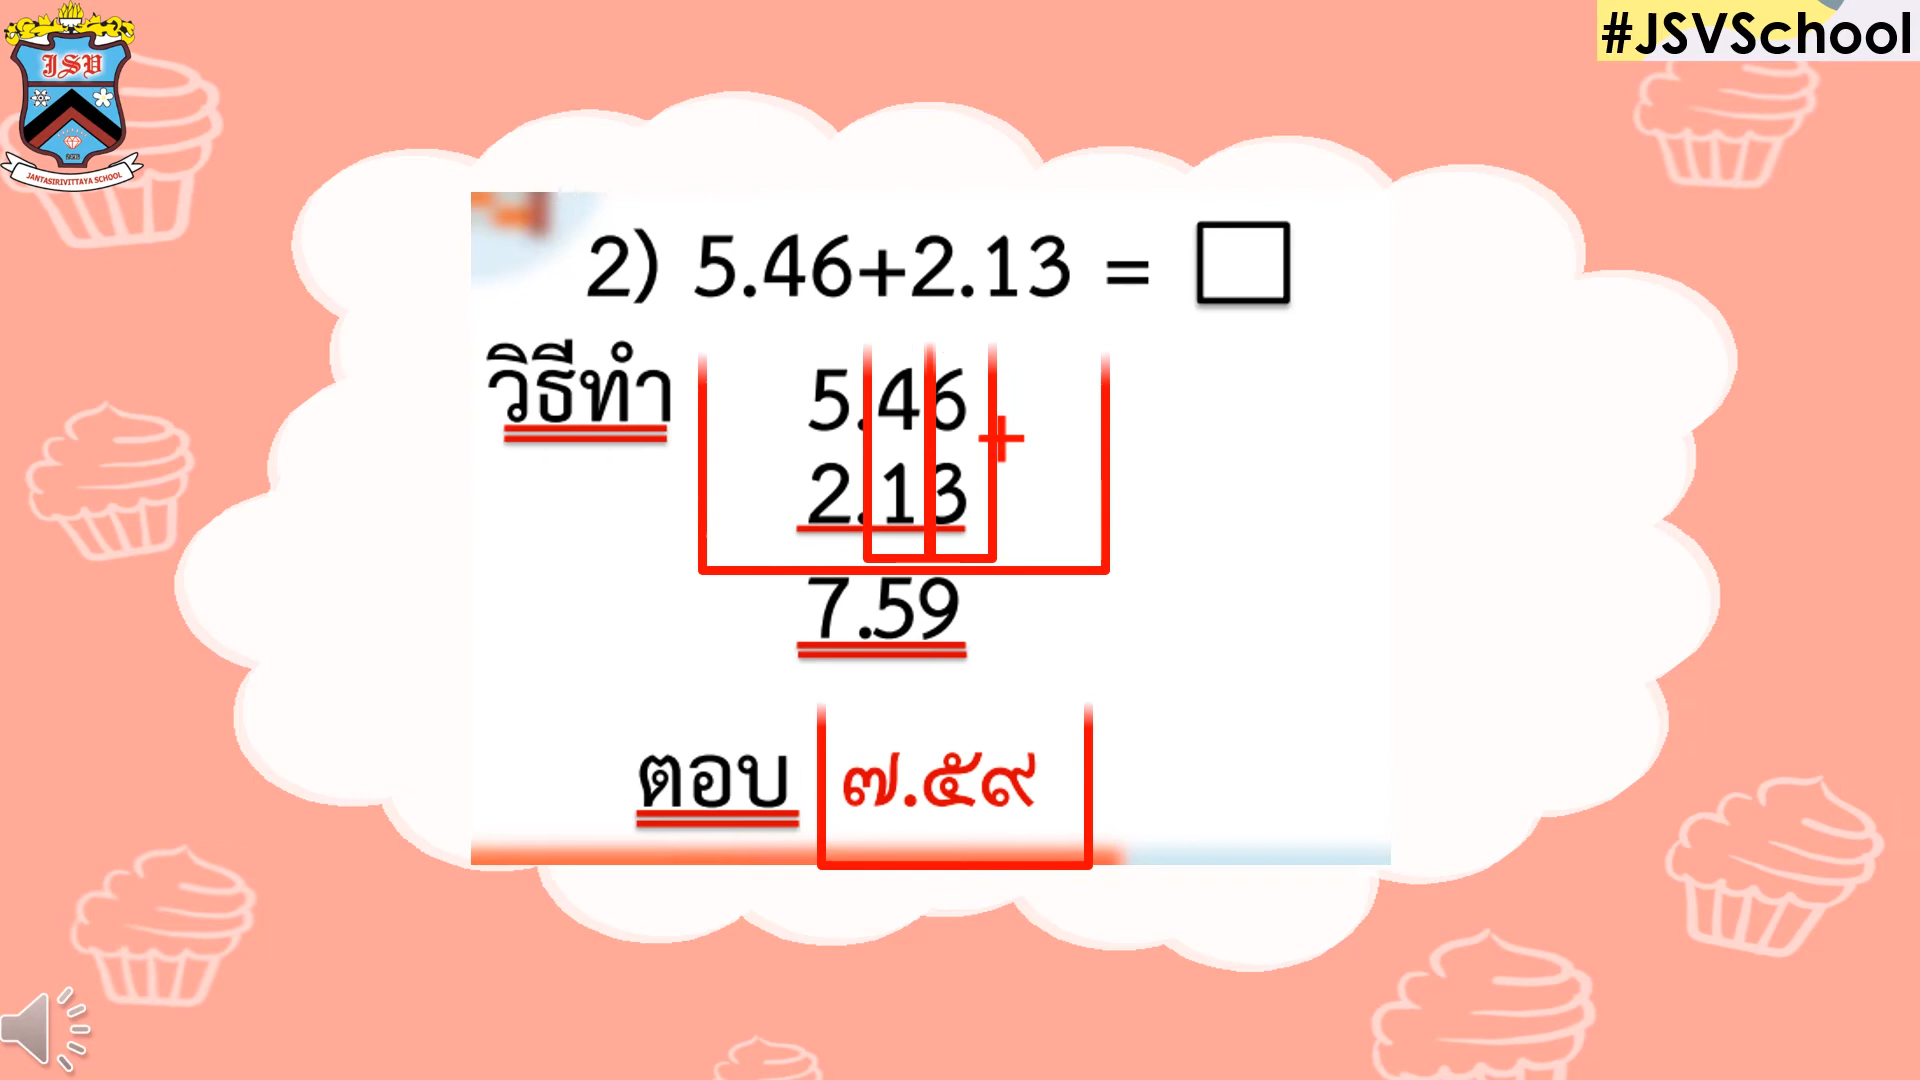 JSV
2476
JANTASIRIVITTAYA SCHOOL
#JSVSchool
2) 5.46+2.13 = 
วิธีทำ
5.46
+
2.13
7.59
ตอบ ๗.๕๙